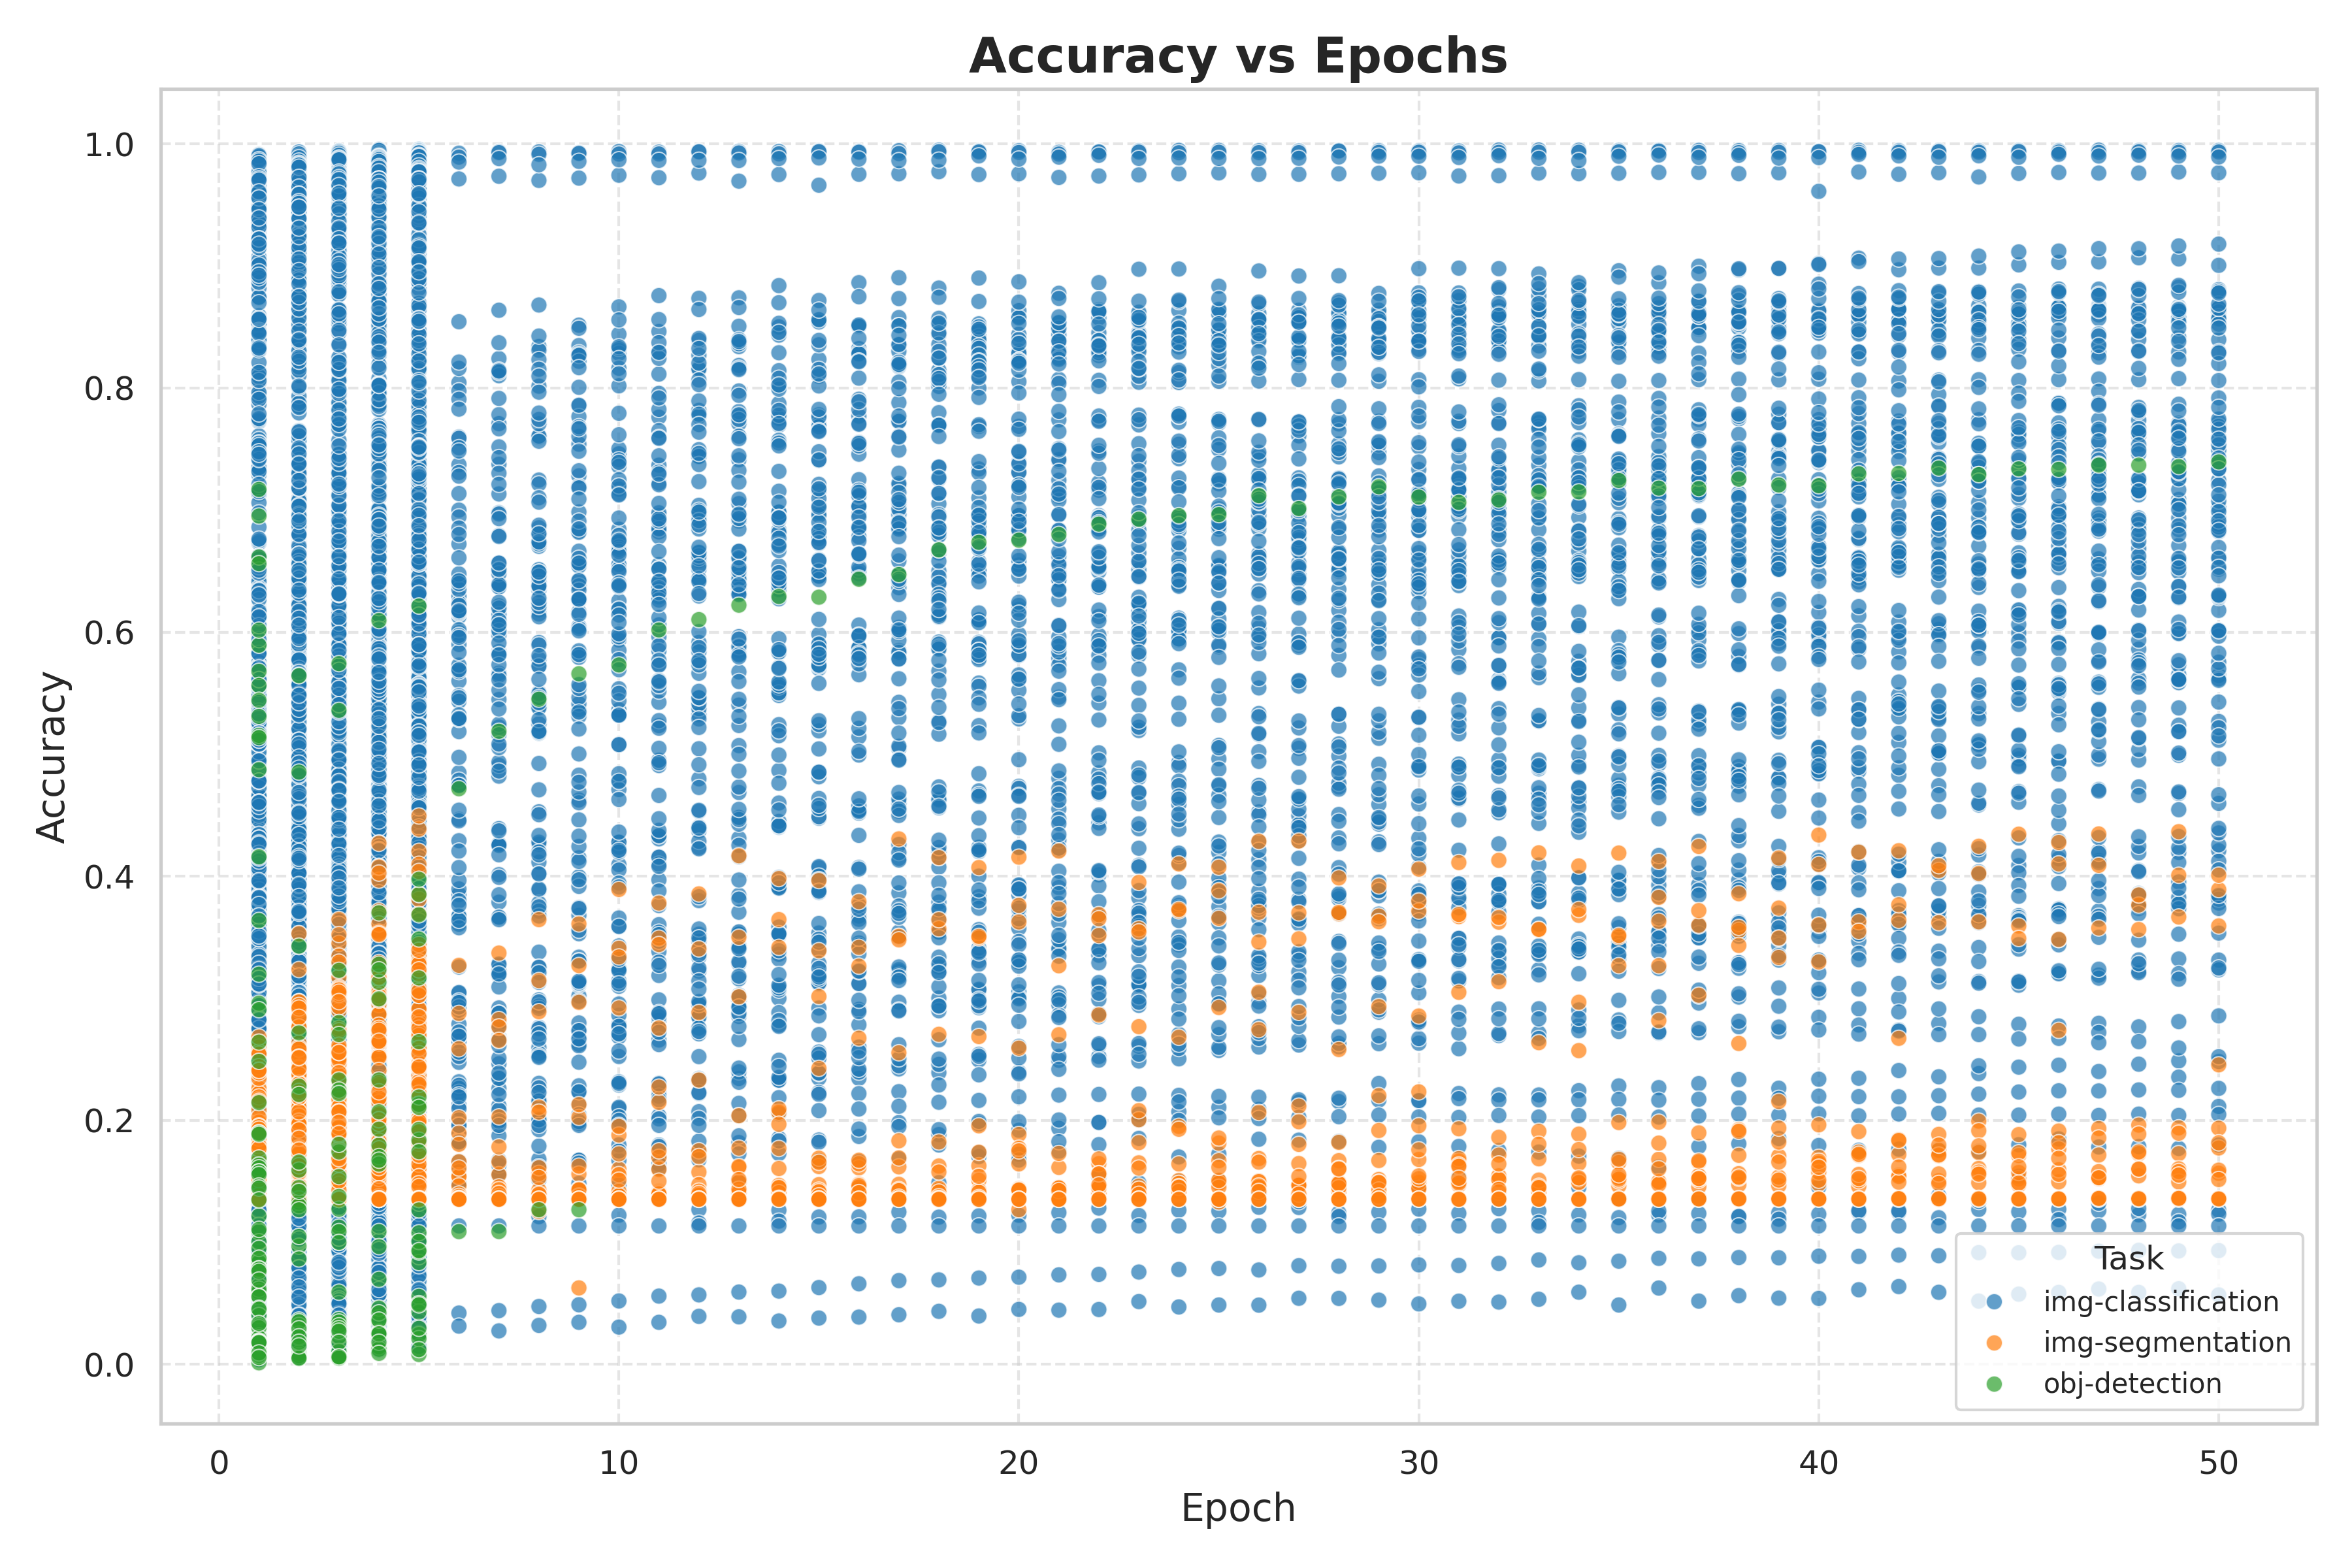 Accuracy vs Epochs
1.0
0.8
0.6
0.4
0.2
0.0
Accuracy
0 10 20 30 40 50
Epoch
Task
img-classification
img-segmentation
obj-detection